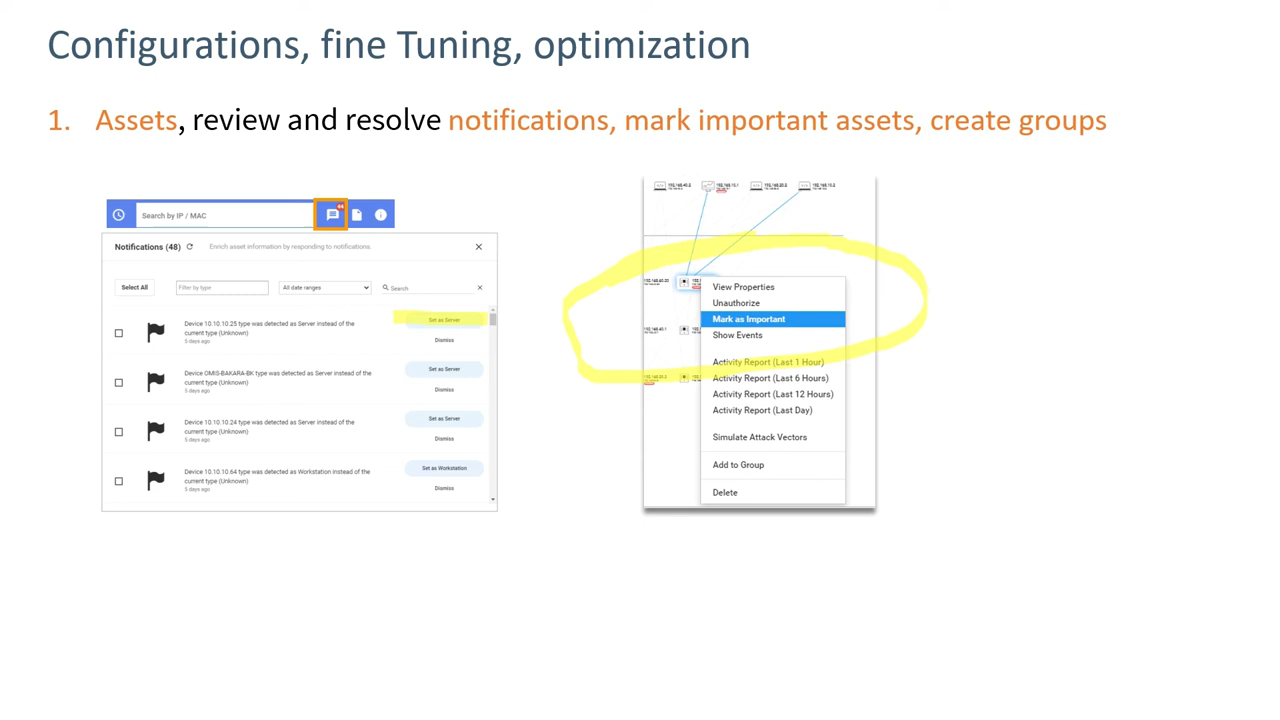 Configurations, fine Tuning, optimization
1. Assets, review and resolve notifications, mark important assets, create groups
Search by IP / MAC
Notifications (48)
Enrich asset information by responding to notifications.
Select All
Filter by type
All date ranges
Search
Device 10.10.10.25 type was detected as Server instead of the
current type (Unknown)
5 days ago
Set as Server
Dismiss
Device OMIS-BAKARA-BK type was detected as Server instead of the
current type (Unknown)
5 days ago
Set as Server
Dismiss
Device 10.10.10.24 type was detected as Server instead of the
current type (Unknown)
5 days ago
Set as Server
Dismiss
Device 10.10.10.64 type was detected as Workstation instead of the
current type (Unknown)
5 days ago
Set as Workstation
Dismiss
View Properties
Unauthorize
Mark as Important
Show Events
Activity Report (Last 1 Hour)
Activity Report (Last 6 Hours)
Activity Report (Last 12 Hours)
Activity Report (Last Day)
Simulate Attack Vectors
Add to Group
Delete